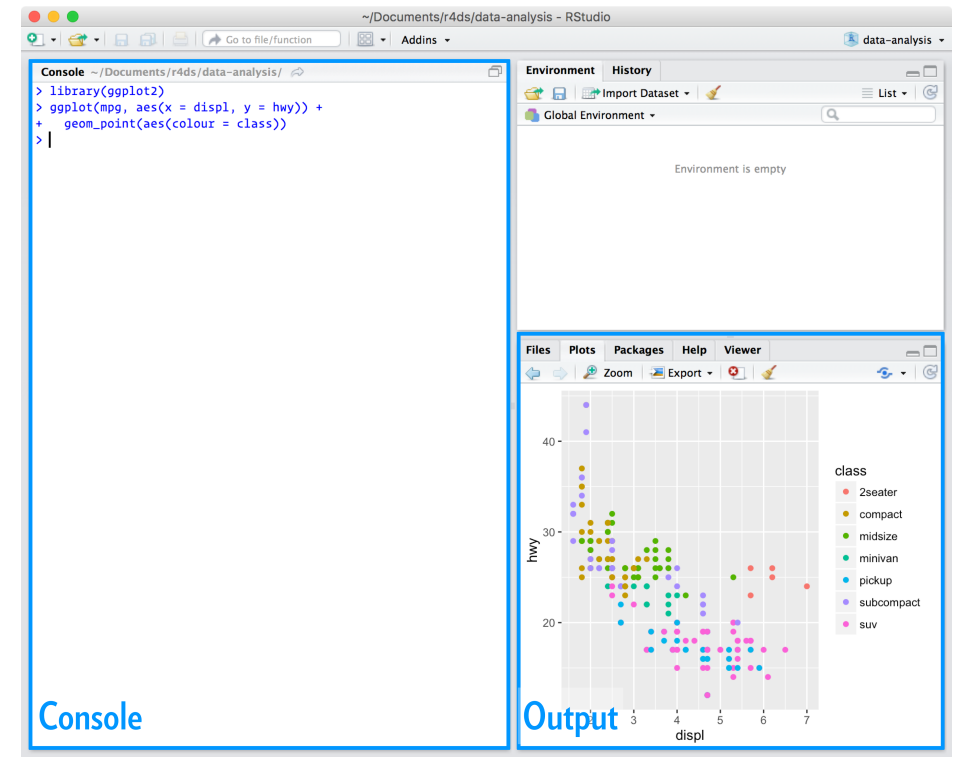 ~/Documents/r4ds/data-analysis - RStudio
Go to file/function
Addins
data-analysis
Console ~/Documents/r4ds/data-analysis/
> library(ggplot2)
> ggplot(mpg, aes(x = displ, y = hwy)) +
+   geom_point(aes(colour = class))
>
Console
Environment History
Import Dataset
List
Global Environment
Environment is empty
Files Plots Packages Help Viewer
Zoom
Export
40
30
20
hwy
2 3 4 5 6 7
displ
class
2seater
compact
midsize
minivan
pickup
subcompact
suv
Output